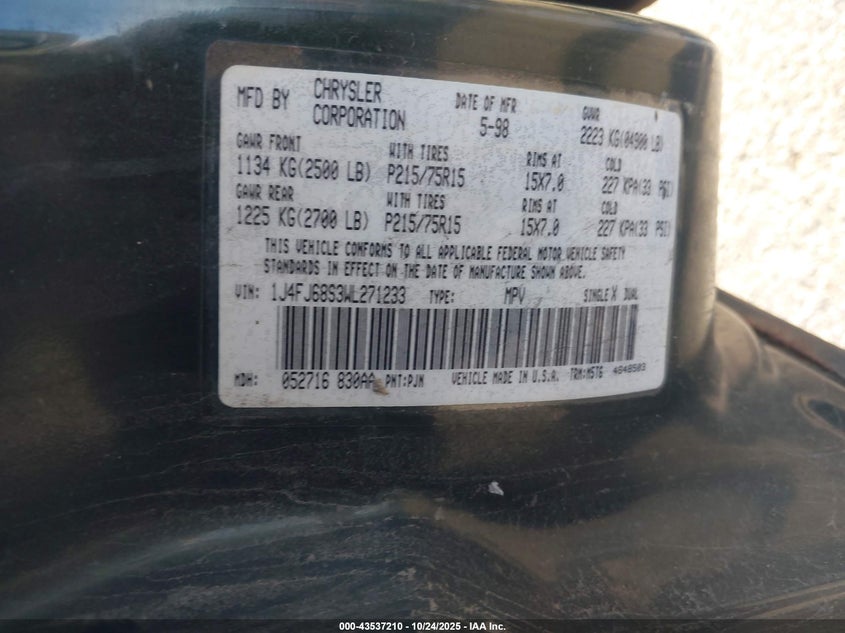 MFD BY CHRYSLER CORPORATION DATE OF MFR 5-98 GVWR 2223 KG(04900 LB)
GAWR FRONT WITH TIRES RIMS AT COLD
1134 KG(2500 LB) P215/75R15 15X7.0 227 KPA(33 PSI)
GAWR REAR WITH TIRES RIMS AT COLD
1225 KG(2700 LB) P215/75R15 15X7.0 227 KPA(33 PSI)
THIS VEHICLE CONFORMS TO ALL APPLICABLE FEDERAL MOTOR VEHICLE SAFETY
STANDARDS IN EFFECT ON THE DATE OF MANUFACTURE SHOWN ABOVE.
VIN: 1J4FJ68S3WL271233 TYPE: MPV SINGLE X DUAL
MDH: 052716 830AA PNT:PJN VEHICLE MADE IN U.S.A. TRM:MSTG 4648503
000-43537210 - 10/24/2025 - IAA, Inc.